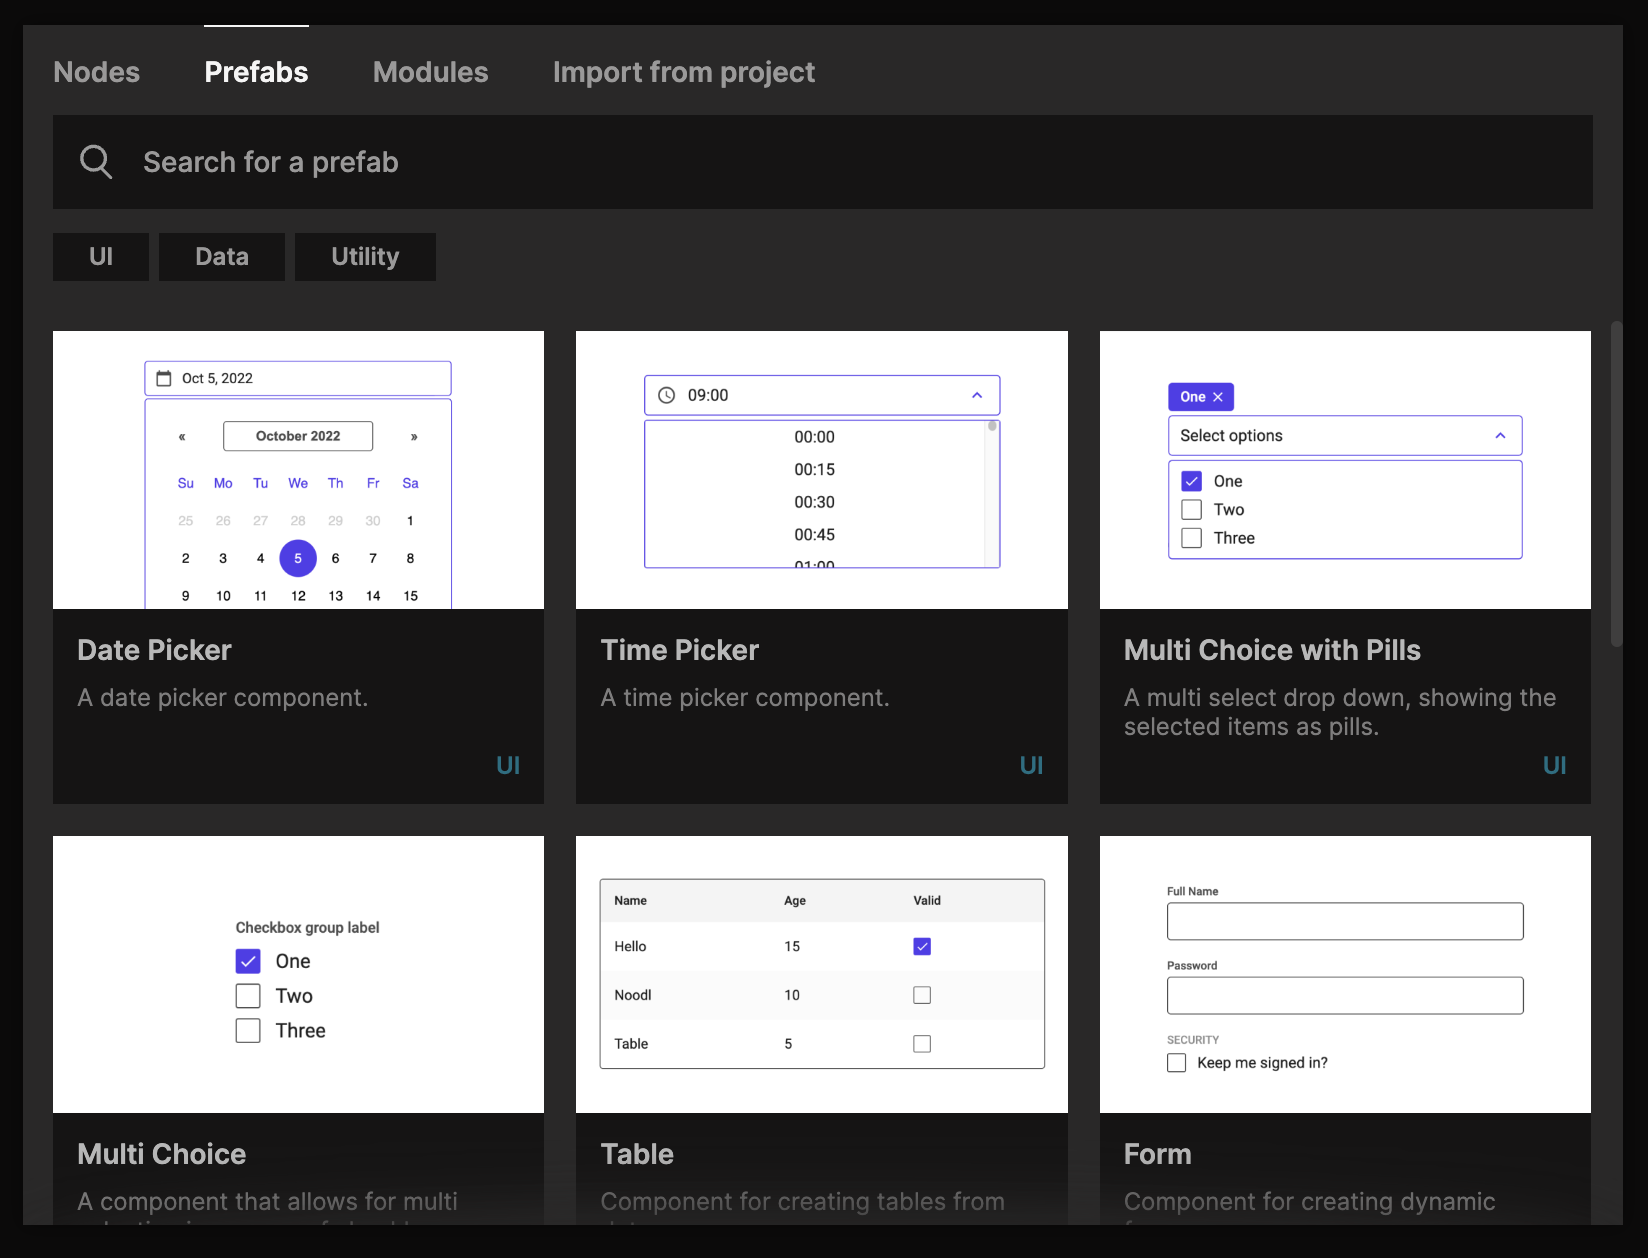 Nodes Prefabs Modules Import from project
Search for a prefab
UI Data Utility
Oct 5, 2022
« October 2022 »
Su Mo Tu We Th Fr Sa
25 26 27 28 29 30 1
2 3 4 5 6 7 8
9 10 11 12 13 14 15
Date Picker
A date picker component.
UI
09:00
00:00
00:15
00:30
00:45
01:00
Time Picker
A time picker component.
UI
One ×
Select options
One
Two
Three
Multi Choice with Pills
A multi select drop down, showing the
selected items as pills.
UI
Checkbox group label
One
Two
Three
Multi Choice
A component that allows for multi
Name Age Valid
Hello 15
Noodl 10
Table 5
Table
Component for creating tables from
Full Name
Password
SECURITY
Keep me signed in?
Form
Component for creating dynamic